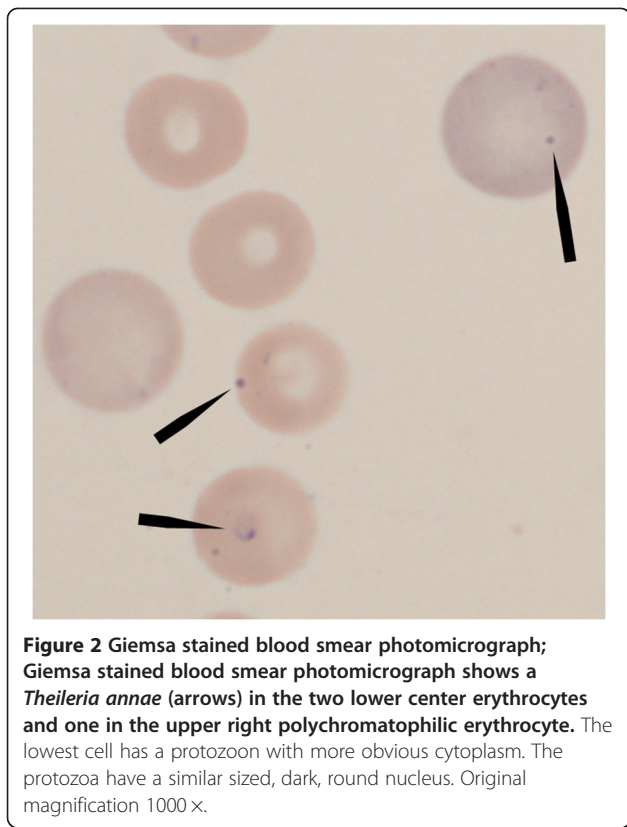 Figure 2 Giemsa stained blood smear photomicrograph;
Giemsa stained blood smear photomicrograph shows a
Theileria annae (arrows) in the two lower center erythrocytes
and one in the upper right polychromatophilic erythrocyte. The
lowest cell has a protozoon with more obvious cytoplasm. The
protozoa have a similar sized, dark, round nucleus. Original
magnification 1000 ×.